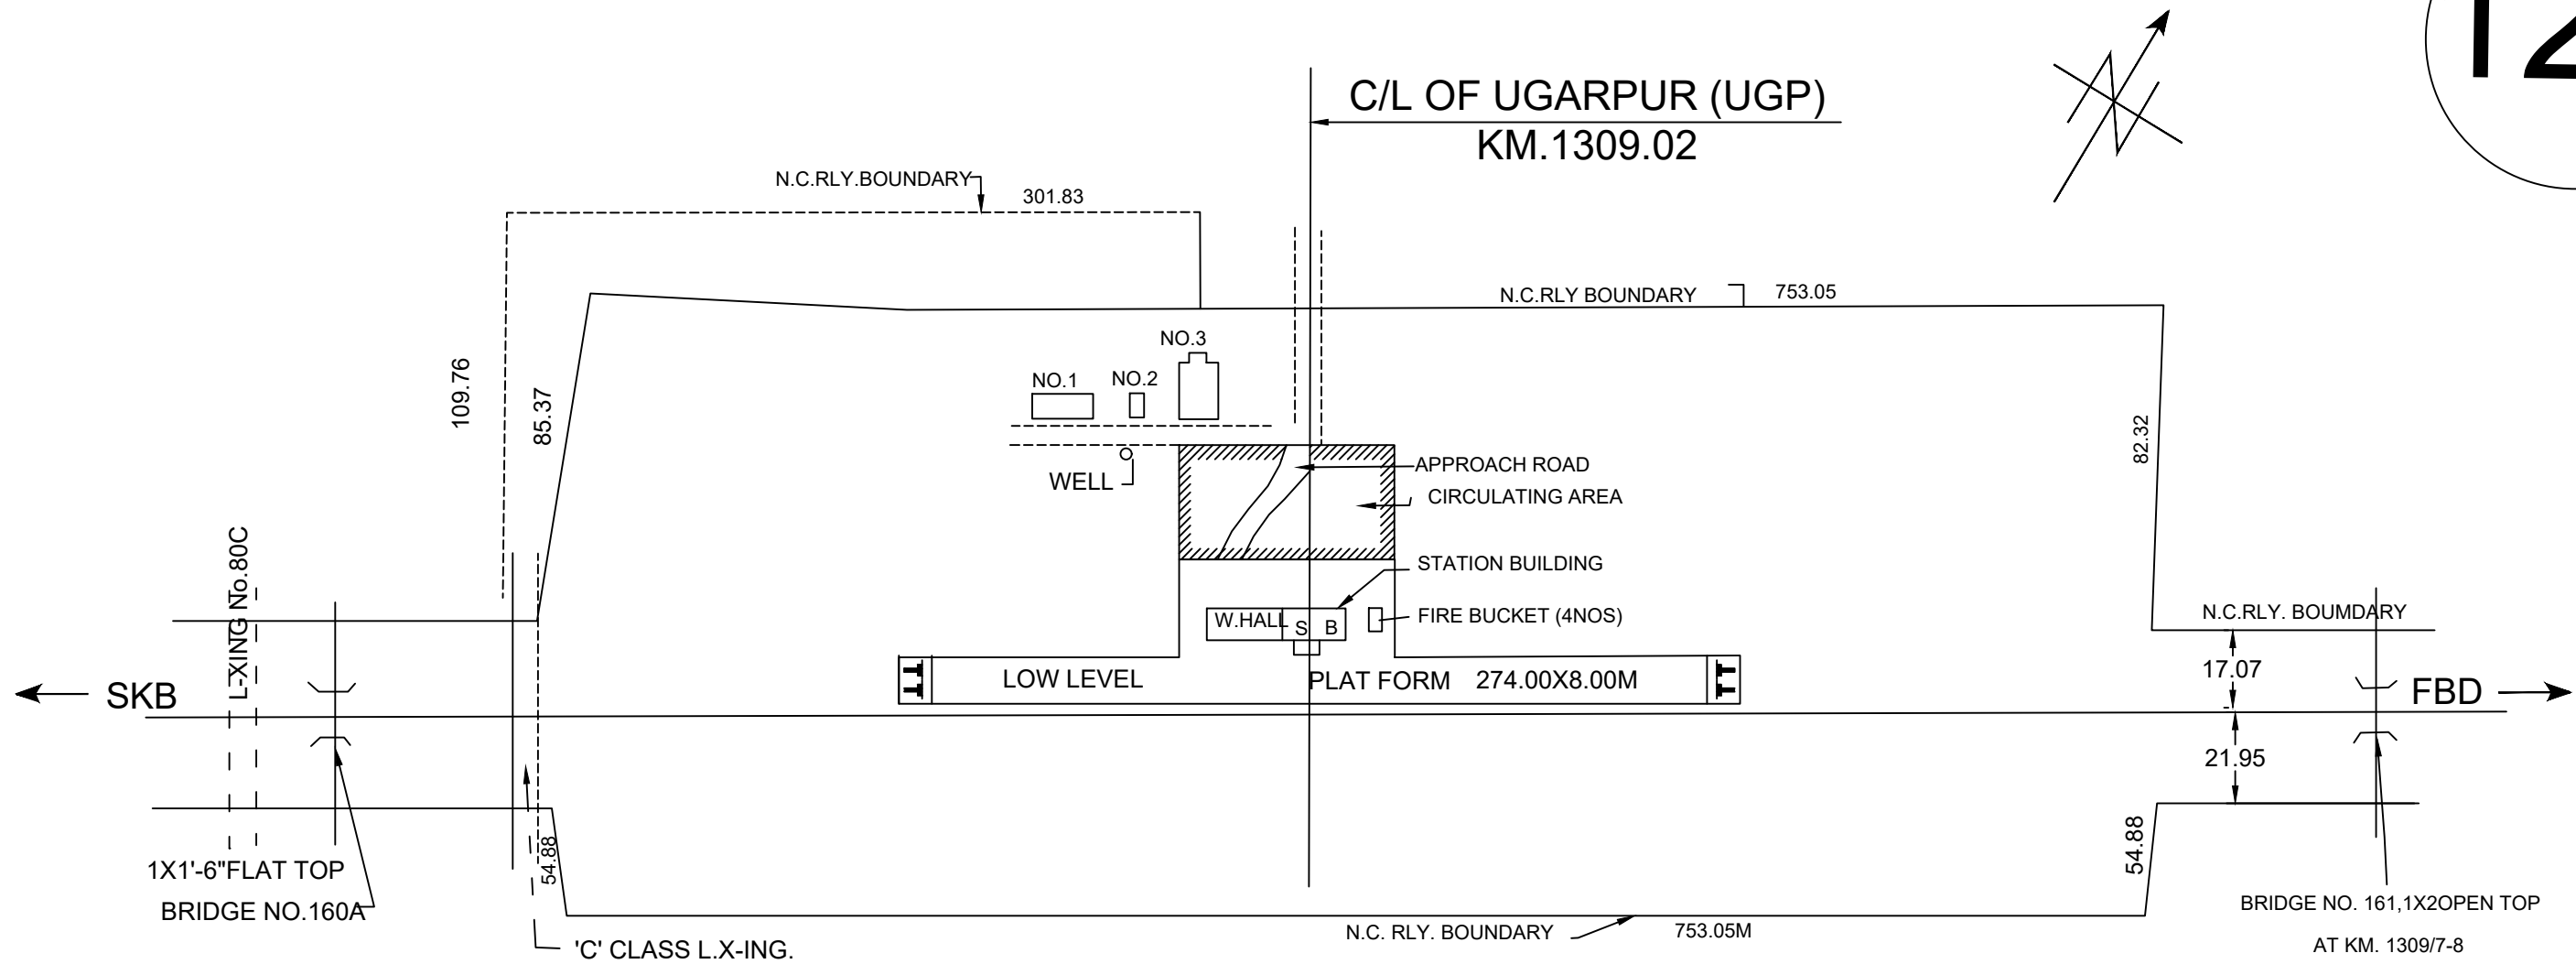 12
C/L OF UGARPUR (UGP)
KM.1309.02
N.C.RLY.BOUNDARY
301.83
N.C.RLY BOUNDARY
753.05
NO.3
NO.1
NO.2
109.76
85.37
82.32
WELL
APPROACH ROAD
CIRCULATING AREA
STATION BUILDING
FIRE BUCKET (4NOS)
W.HALL
S B
L-XING No.80C
N.C.RLY. BOUMDARY
17.07
LOW LEVEL PLAT FORM 274.00X8.00M
SKB
FBD
21.95
54.88
54.88
1X1'-6"FLAT TOP
BRIDGE NO.160A
'C' CLASS L.X-ING.
N.C. RLY. BOUNDARY
753.05M
BRIDGE NO. 161,1X2OPEN TOP
AT KM. 1309/7-8